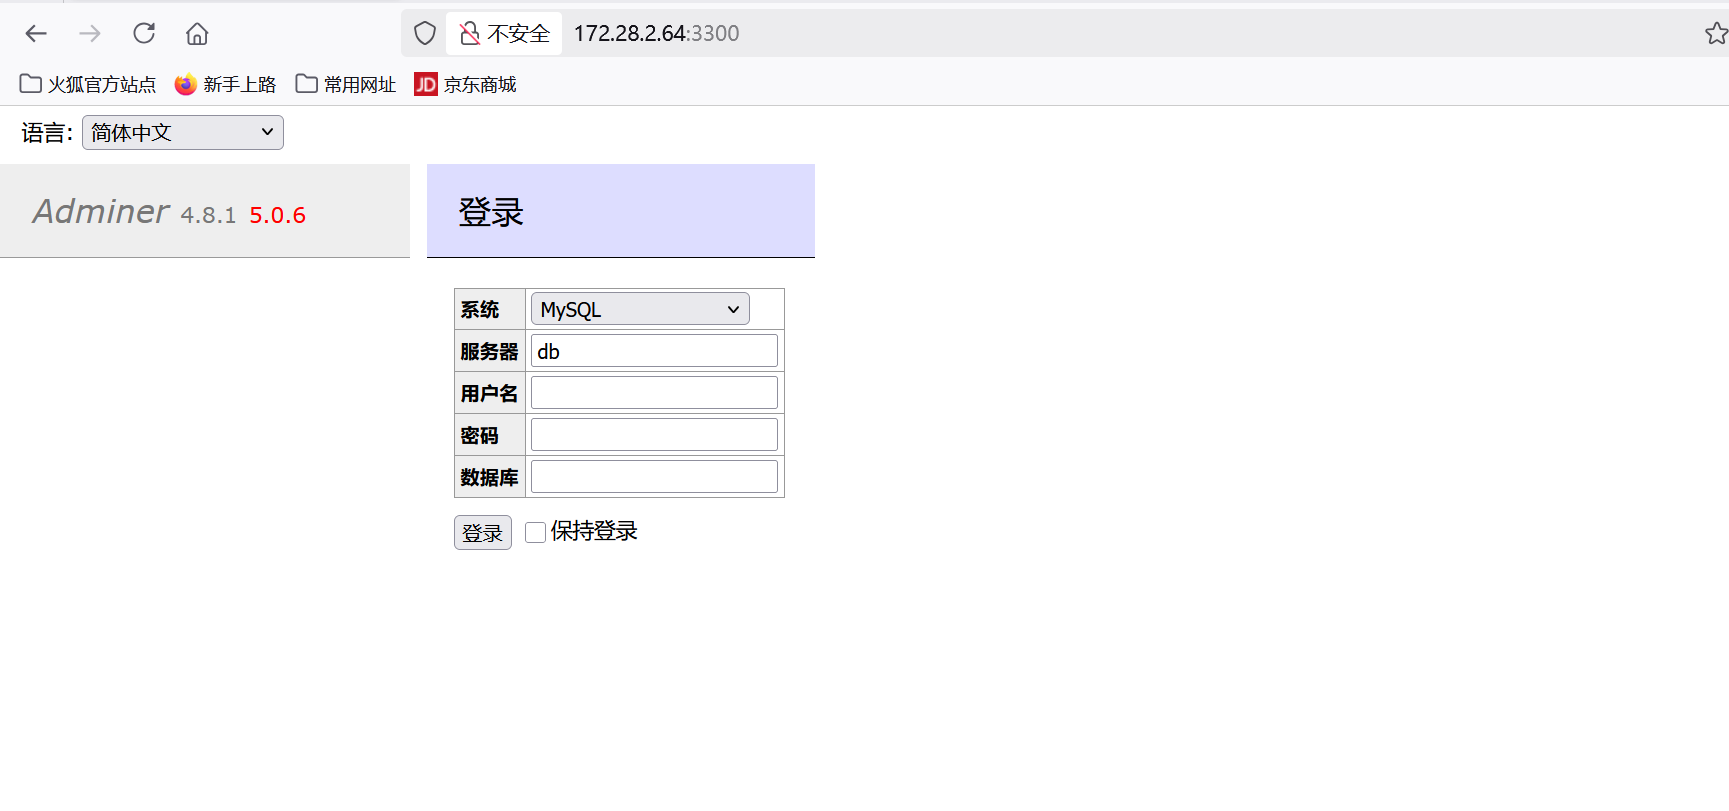 不安全 172.28.2.64:3300
火狐官方站点 新手上路 常用网址 JD 京东商城
语言: 简体中文
Adminer 4.8.1 5.0.6
登录
系统 MySQL
服务器 db
用户名
密码
数据库
登录 保持登录